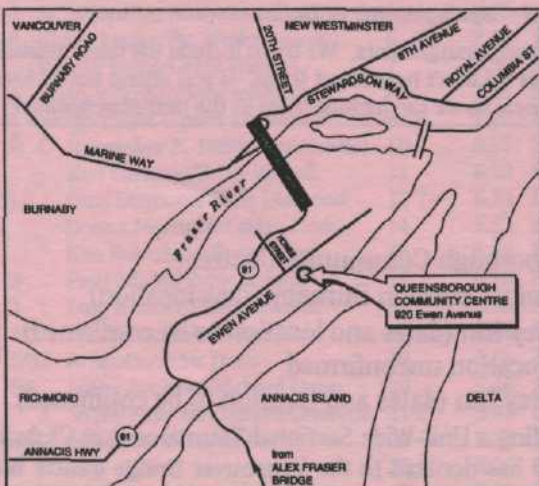 VANCOUVER
BURNABY ROAD
20TH STREET
NEW WESTMINSTER
8TH AVENUE
ROYAL AVENUE
COLUMBIA ST
STEWARDSON WAY
MARINE WAY
BURNABY
Fraser River
HOWES
STREET
91
QUEENSBOROUGH
COMMUNITY CENTRE
920 Ewen Avenue
EWEN AVENUE
RICHMOND
ANNACIS ISLAND
DELTA
91
ANNACIS HWY
from
ALEX FRASER
BRIDGE